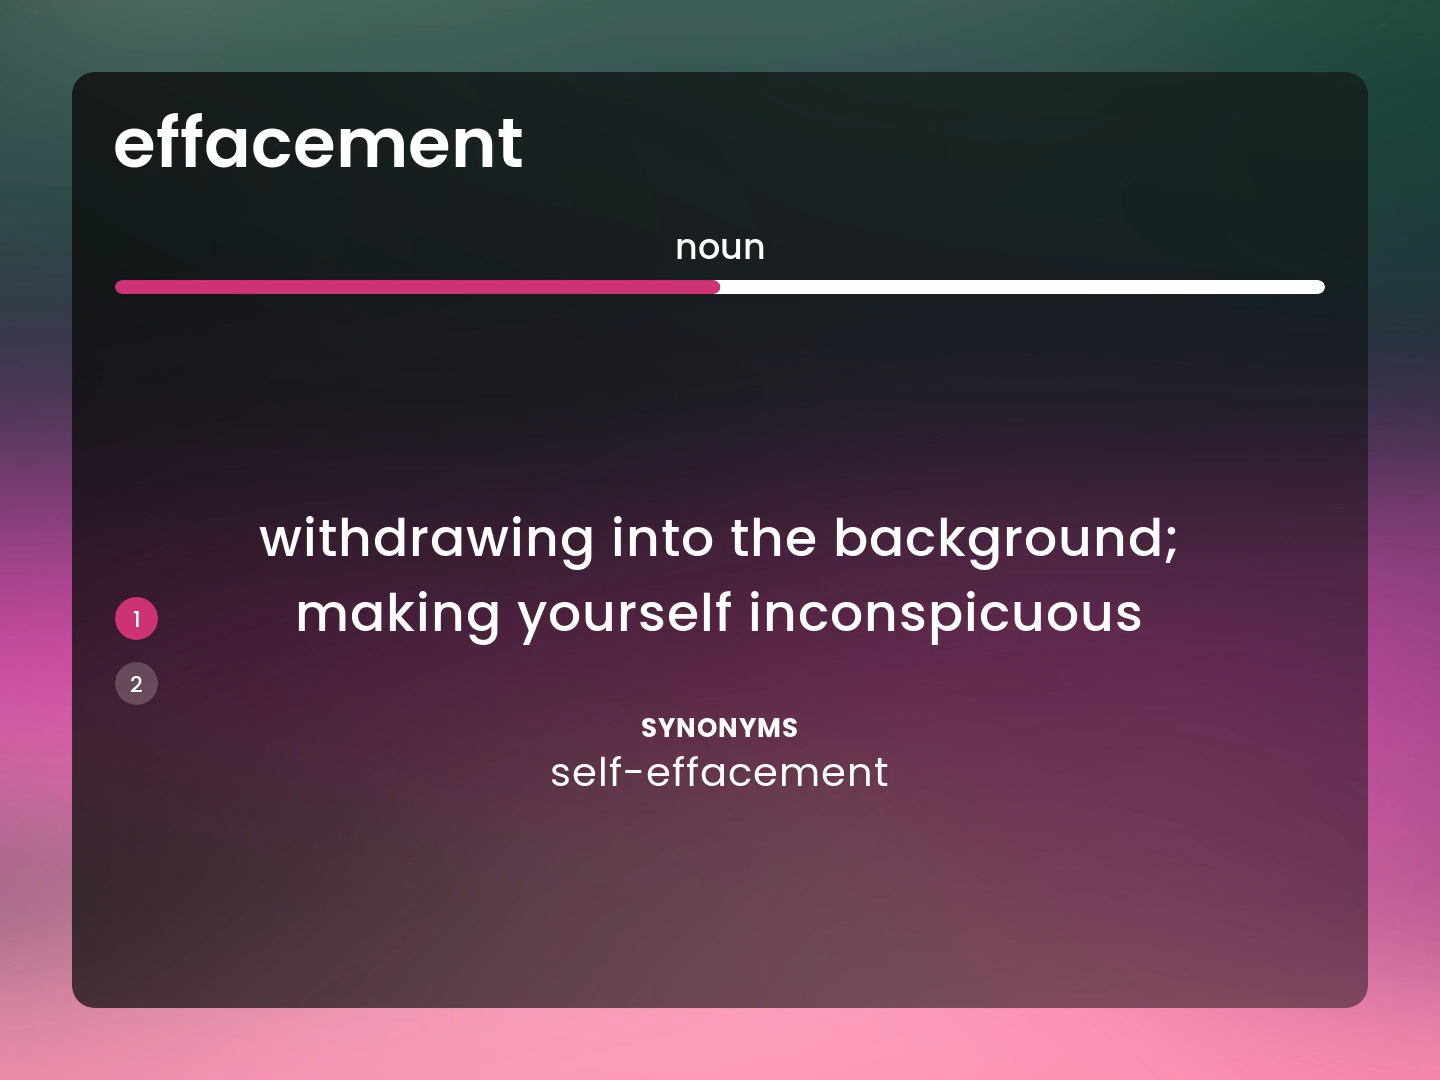 effacement
noun
withdrawing into the background;
making yourself inconspicuous
1
2
SYNONYMS
self-effacement